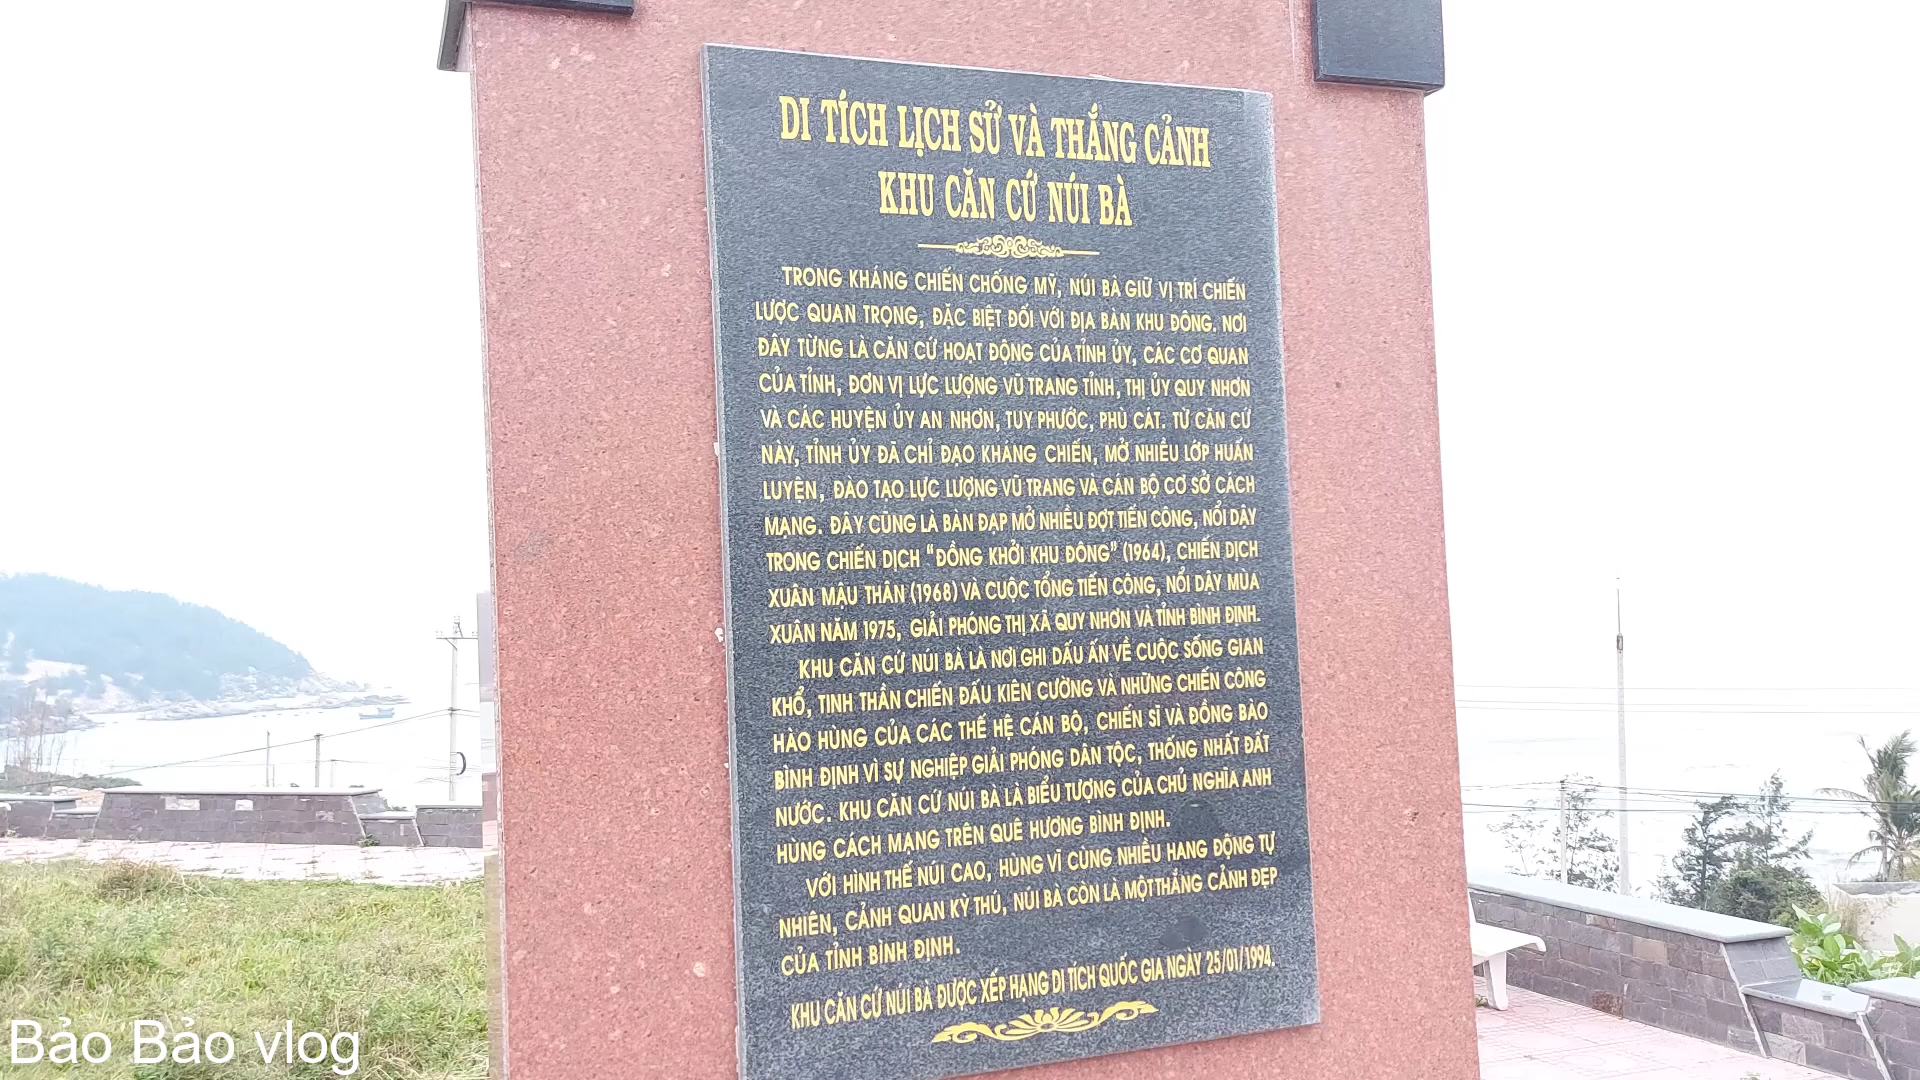 DI TÍCH LỊCH SỬ VÀ THẮNG CẢNH
KHU CĂN CỨ NÚI BÀ
TRONG KHÁNG CHIẾN CHỐNG MỸ, NÚI BÀ GIỮ VỊ TRÍ CHIẾN
LƯỢC QUAN TRỌNG, ĐẶC BIỆT ĐỐI VỚI ĐỊA BÀN KHU ĐÔNG. NƠI
ĐÂY TỪNG LÀ CĂN CỨ HOẠT ĐỘNG CỦA TỈNH ỦY, CÁC CƠ QUAN
CỦA TỈNH, ĐƠN VỊ LỰC LƯỢNG VŨ TRANG TỈNH, THỊ ỦY QUY NHƠN
VÀ CÁC HUYỆN ỦY AN NHƠN, TUY PHƯỚC, PHÙ CÁT. TỪ CĂN CỨ
NÀY, TỈNH ỦY ĐÃ CHỈ ĐẠO KHÁNG CHIẾN, MỞ NHIỀU LỚP HUẤN
LUYỆN, ĐÀO TẠO LỰC LƯỢNG VŨ TRANG VÀ CÁN BỘ CƠ SỞ CÁCH
MẠNG. ĐÂY CŨNG LÀ BÀN ĐẠP MỞ NHIỀU ĐỢT TIẾN CÔNG, NỔI DẬY
TRONG CHIẾN DỊCH “ĐỒNG KHỞI KHU ĐÔNG” (1964), CHIẾN DỊCH
XUÂN MẬU THÂN (1968) VÀ CUỘC TỔNG TIẾN CÔNG, NỔI DẬY MÙA
XUÂN NĂM 1975, GIẢI PHÓNG THỊ XÃ QUY NHƠN VÀ TỈNH BÌNH ĐỊNH.
KHU CĂN CỨ NÚI BÀ LÀ NƠI GHI DẤU ẤN VỀ CUỘC SỐNG GIAN
KHỔ, TINH THẦN CHIẾN ĐẤU KIÊN CƯỜNG VÀ NHỮNG CHIẾN CÔNG
HÀO HÙNG CỦA CÁC THẾ HỆ CÁN BỘ, CHIẾN SĨ VÀ ĐỒNG BÀO
BÌNH ĐỊNH VÌ SỰ NGHIỆP GIẢI PHÓNG DÂN TỘC, THỐNG NHẤT ĐẤT
NƯỚC. KHU CĂN CỨ NÚI BÀ LÀ BIỂU TƯỢNG CỦA CHỦ NGHĨA ANH
HÙNG CÁCH MẠNG TRÊN QUÊ HƯƠNG BÌNH ĐỊNH.
VỚI HÌNH THẾ NÚI CAO, HÙNG VĨ CÙNG NHIỀU HANG ĐỘNG TỰ
NHIÊN, CẢNH QUAN KỲ THÚ, NÚI BÀ CÒN LÀ MỘT THẮNG CẢNH ĐẸP
CỦA TỈNH BÌNH ĐỊNH.
KHU CĂN CỨ NÚI BÀ ĐƯỢC XẾP HẠNG DI TÍCH QUỐC GIA NGÀY 25/01/1994.
Bảo Bảo vlog